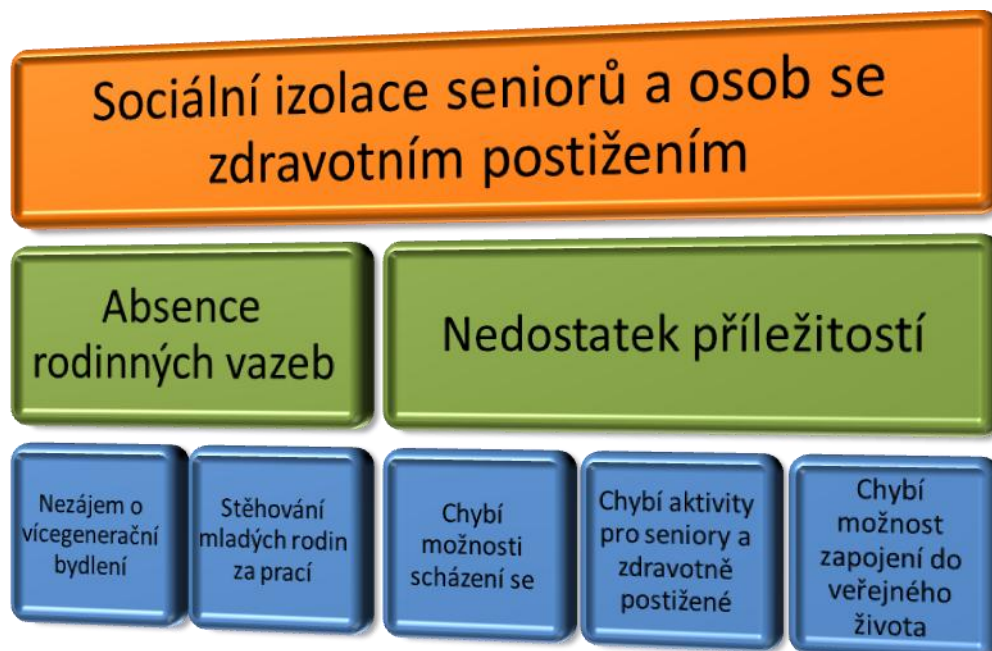 Sociální izolace seniorů a osob se
zdravotním postižením
Absence
rodinných vazeb
Nedostatek příležitostí
Nezájem o
vícegenerační
bydlení
Stěhování
mladých rodin
za prací
Chybí
možnosti
scházení se
Chybí aktivity
pro seniory a
zdravotně
postižené
Chybí
možnost
zapojení do
veřejného
života